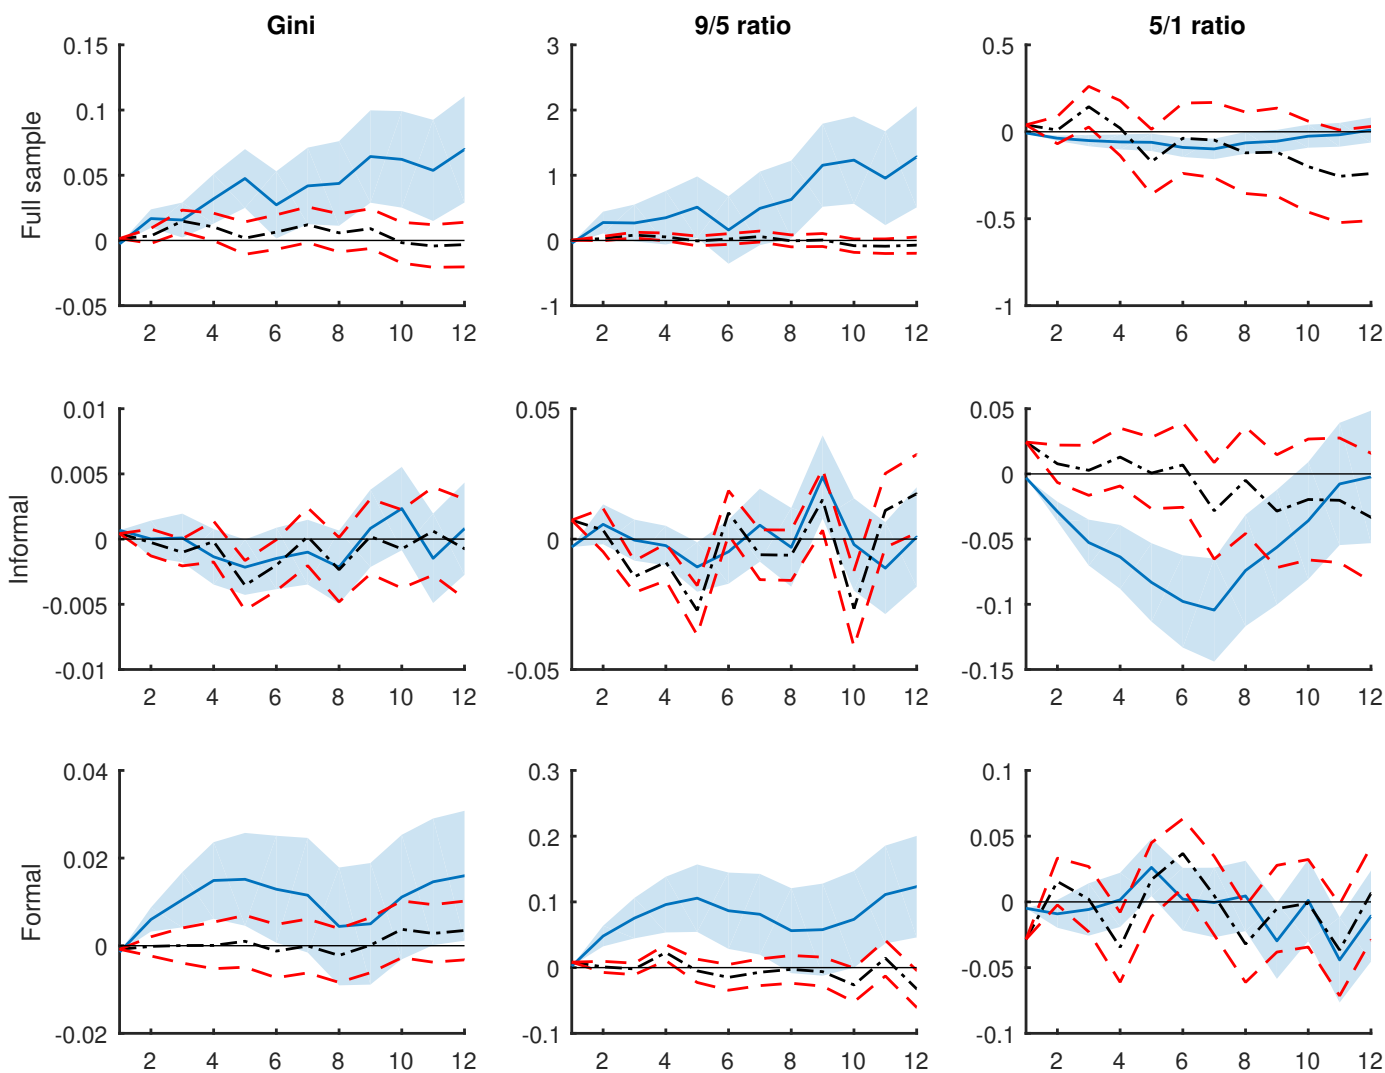 Gini 9/5 ratio 5/1 ratio
Full sample
0.15 0.1 0.05 0 -0.05
3 2 1 0 -1
0.5 0 -0.5 -1
2 4 6 8 10 12
2 4 6 8 10 12
2 4 6 8 10 12
Informal
0.01 0.005 0 -0.005 -0.01
0.05 0 -0.05
0.05 0 -0.05 -0.1 -0.15
2 4 6 8 10 12
2 4 6 8 10 12
2 4 6 8 10 12
Formal
0.04 0.02 0 -0.02
0.3 0.2 0.1 0 -0.1
0.1 0.05 0 -0.05 -0.1
2 4 6 8 10 12
2 4 6 8 10 12
2 4 6 8 10 12